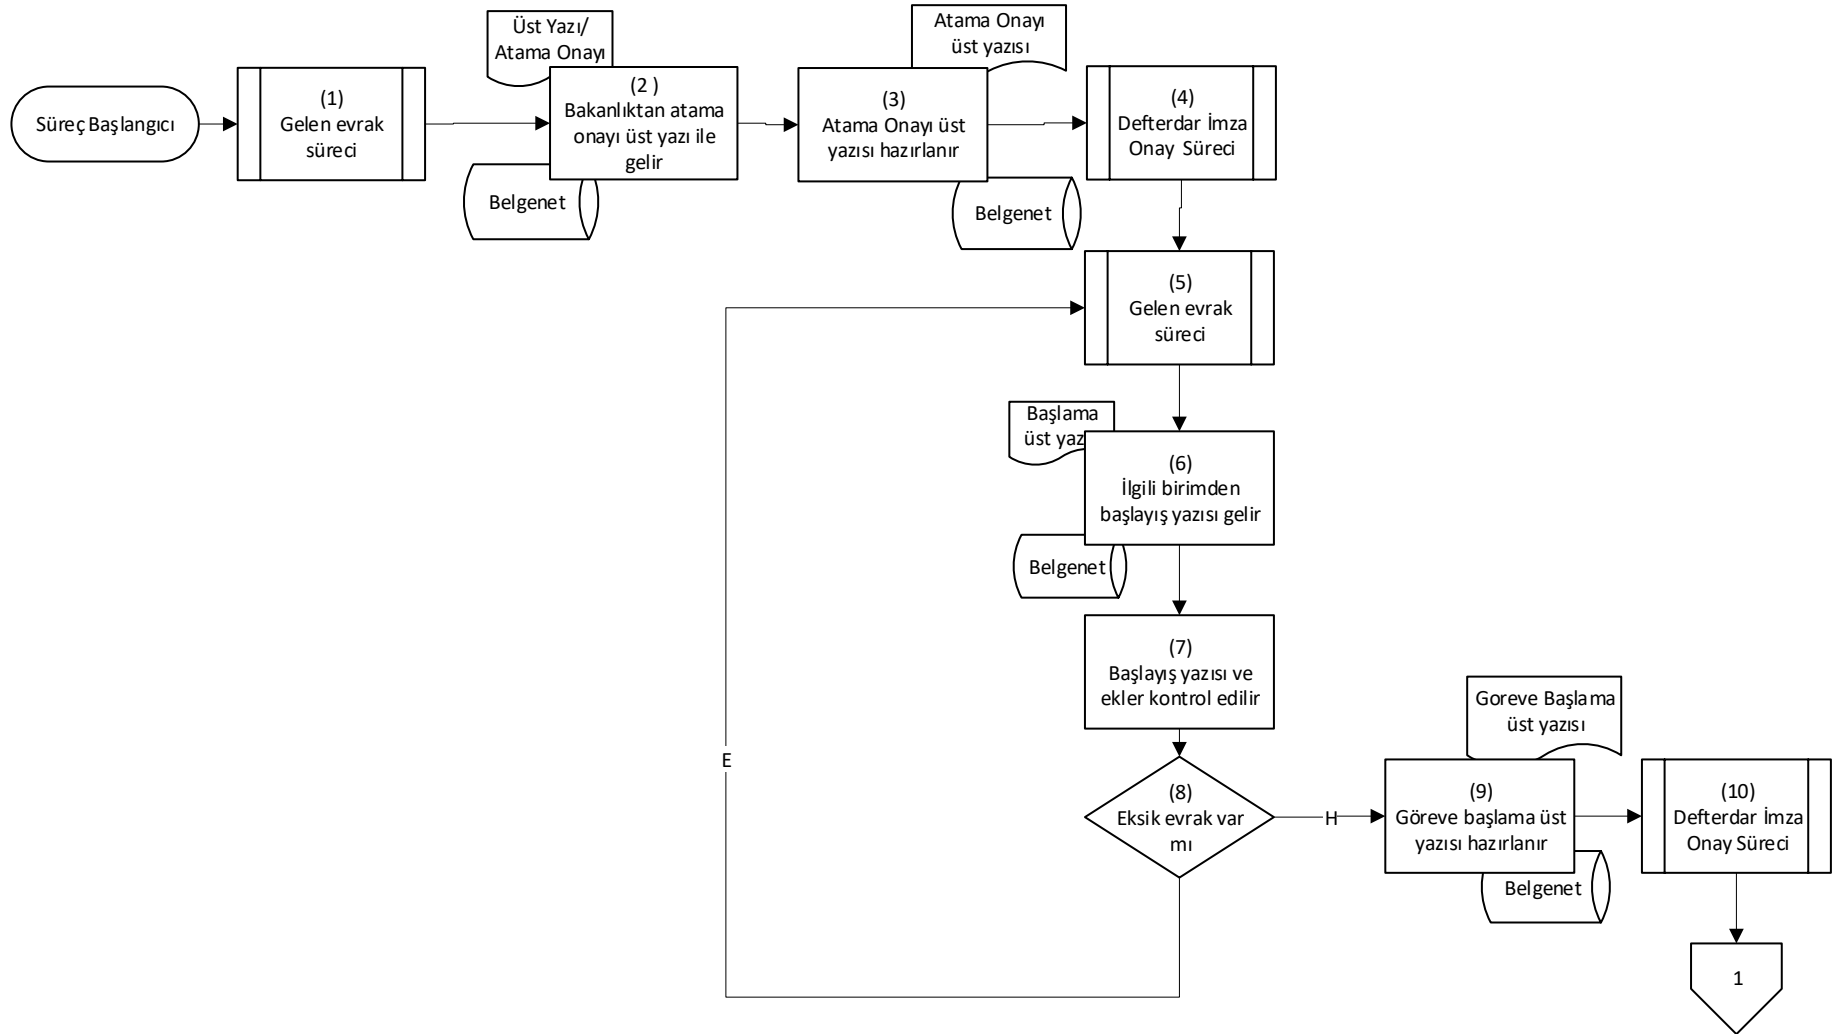 Süreç Başlangıcı
(1)
Gelen evrak
süreci
Üst Yazı/
Atama Onayı
(2 )
Bakanlıktan atama
onayı üst yazı ile
gelir
Belgenet
Atama Onayı
üst yazısı
(3)
Atama Onayı üst
yazısı hazırlanır
Belgenet
(4)
Defterdar İmza
Onay Süreci
(5)
Gelen evrak
süreci
Başlama
üst yaz
(6)
İlgili birimden
başlayış yazısı gelir
Belgenet
(7)
Başlayış yazısı ve
ekler kontrol edilir
(8)
Eksik evrak var
mı
E
H
Goreve Başlama
üst yazısı
(9)
Göreve başlama üst
yazısı hazırlanır
Belgenet
(10)
Defterdar İmza
Onay Süreci
1